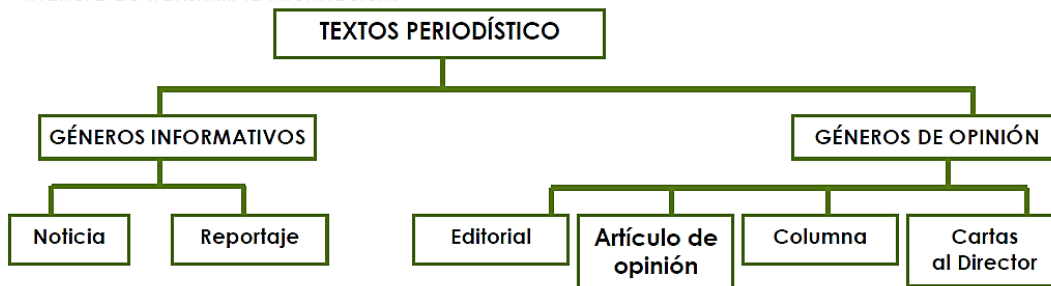 TEXTOS PERIODÍSTICO
GÉNEROS INFORMATIVOS
GÉNEROS DE OPINIÓN
Noticia
Reportaje
Editorial
Artículo de
opinión
Columna
Cartas
al Director